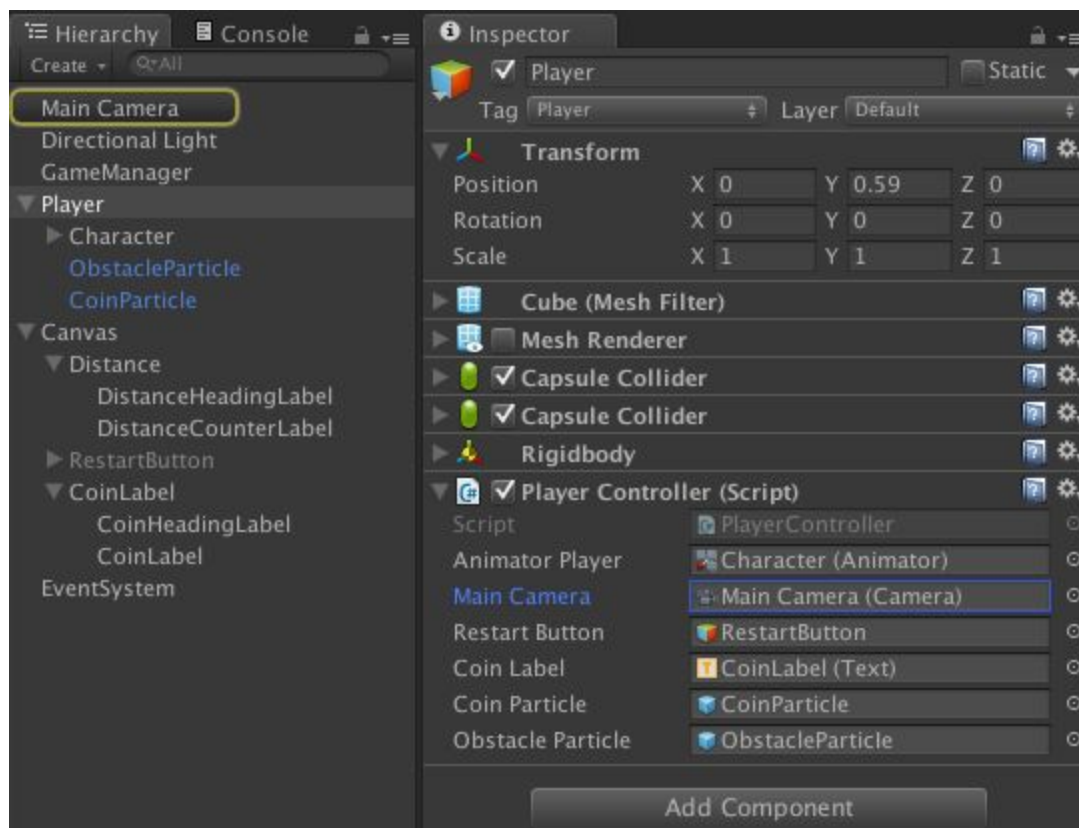 Hierarchy Console
Create All
Main Camera
Directional Light
GameManager
Player
Character
ObstacleParticle
CoinParticle
Canvas
Distance
DistanceHeadingLabel
DistanceCounterLabel
RestartButton
CoinLabel
CoinHeadingLabel
CoinLabel
EventSystem
Inspector
Player Static
Tag Player Layer Default
Transform
Position X 0 Y 0.59 Z 0
Rotation X 0 Y 0 Z 0
Scale X 1 Y 1 Z 1
Cube (Mesh Filter)
Mesh Renderer
Capsule Collider
Capsule Collider
Rigidbody
Player Controller (Script)
Script PlayerController
Animator Player Character (Animator)
Main Camera Main Camera (Camera)
Restart Button RestartButton
Coin Label CoinLabel (Text)
Coin Particle CoinParticle
Obstacle Particle ObstacleParticle
Add Component